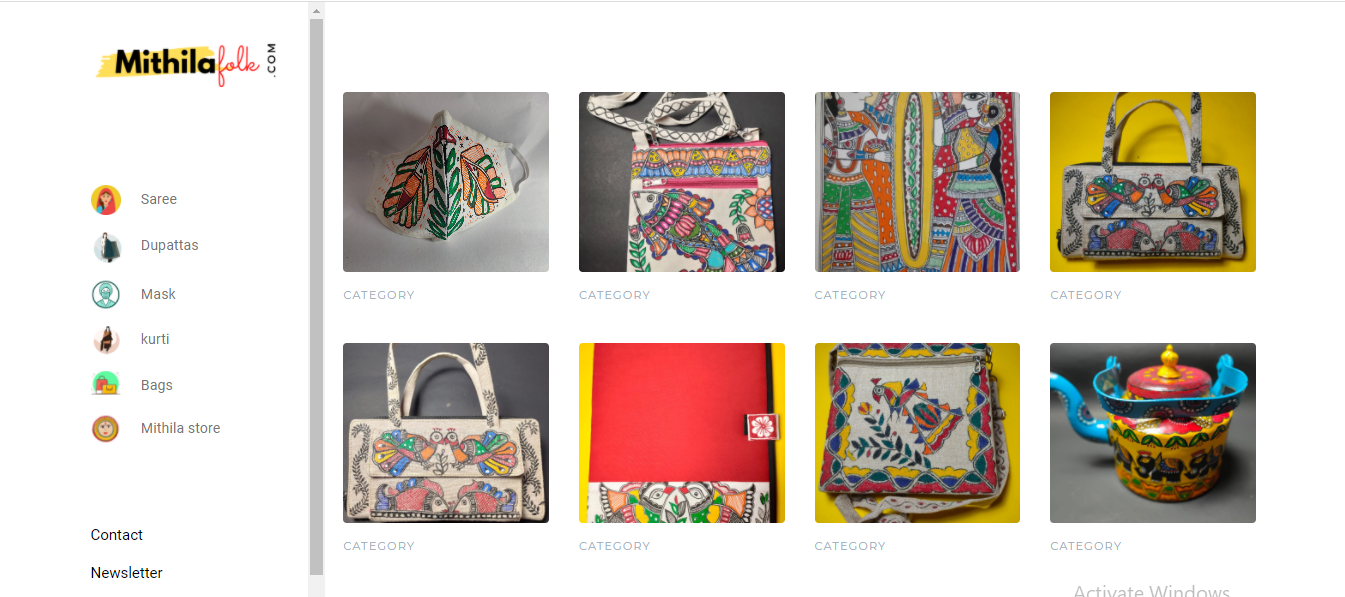 Mithilafolk .COM
Saree
Dupattas
Mask
kurti
Bags
Mithila store
Contact
Newsletter
CATEGORY
CATEGORY
CATEGORY
CATEGORY
CATEGORY
CATEGORY
CATEGORY
CATEGORY
Activate Windows